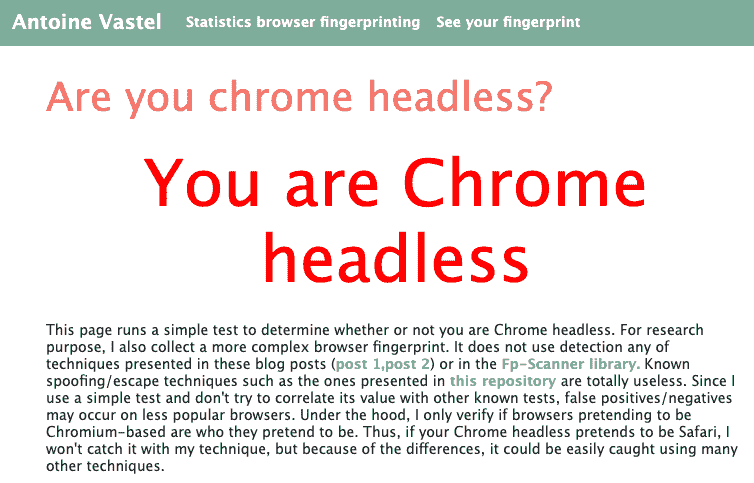 Antoine Vastel Statistics browser fingerprinting See your fingerprint
Are you chrome headless?
You are Chrome
headless
This page runs a simple test to determine whether or not you are Chrome headless. For research
purpose, I also collect a more complex browser fingerprint. It does not use detection any of
techniques presented in these blog posts (post 1,post 2) or in the Fp-Scanner library. Known
spoofing/escape techniques such as the ones presented in this repository are totally useless. Since I
use a simple test and don't try to correlate its value with other known tests, false positives/negatives
may occur on less popular browsers. Under the hood, I only verify if browsers pretending to be
Chromium-based are who they pretend to be. Thus, if your Chrome headless pretends to be Safari, I
won't catch it with my technique, but because of the differences, it could be easily caught using many
other techniques.